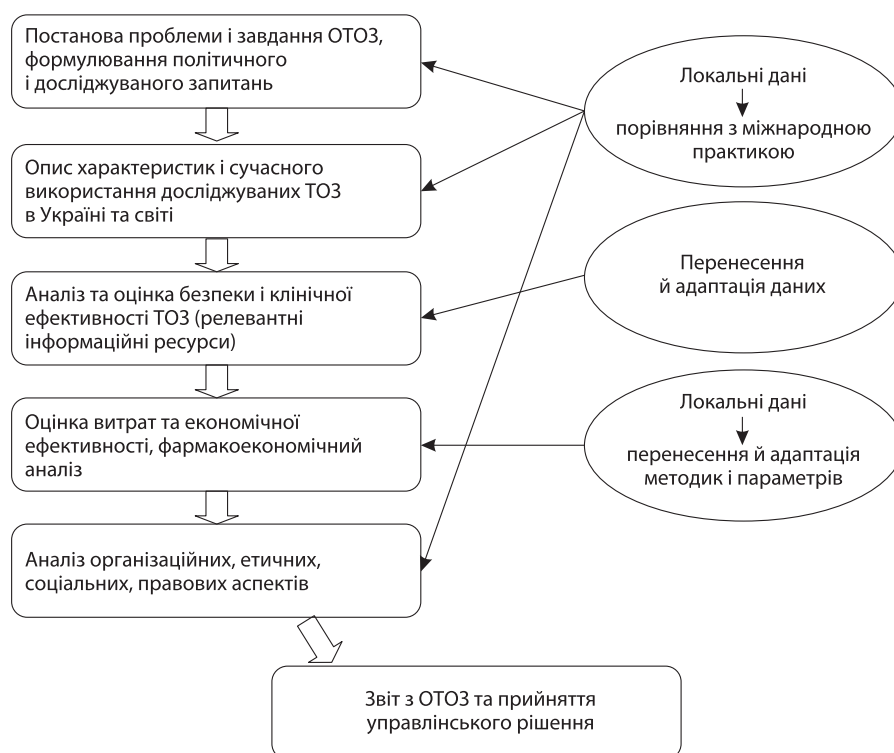 Постанова проблеми і завдання ОТОЗ,
формулювання політичного
і досліджуваного запитань
Опис характеристик і сучасного
використання досліджуваних ТОЗ
в Україні та світі
Аналіз та оцінка безпеки і клінічної
ефективності ТОЗ (релевантні
інформаційні ресурси)
Оцінка витрат та економічної
ефективності, фармакоекономічний
аналіз
Аналіз організаційних, етичних,
соціальних, правових аспектів
Звіт з ОТОЗ та прийняття
управлінського рішення
Локальні дані
порівняння з міжнародною
практикою
Перенесення
й адаптація даних
Локальні дані
перенесення й адаптація
методик і параметрів